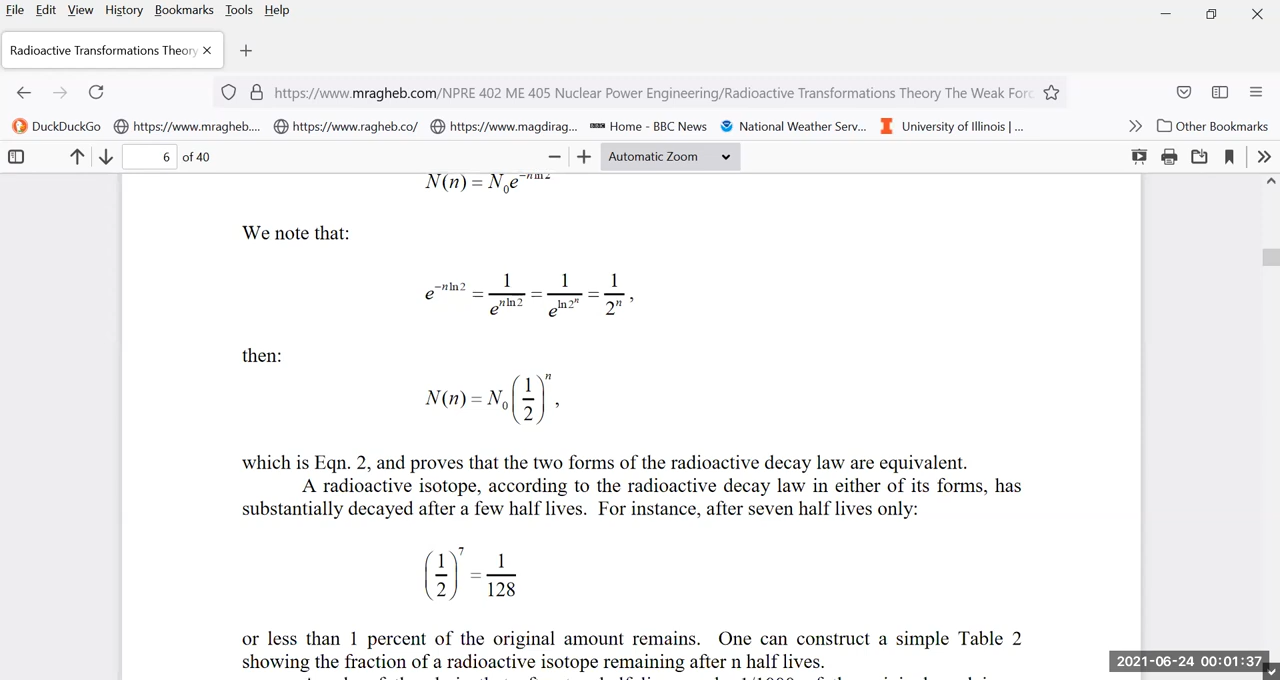 File Edit View History Bookmarks Tools Help
Radioactive Transformations Theory
https://www.mragheb.com/NPRE 402 ME 405 Nuclear Power Engineering/Radioactive Transformations Theory The Weak Forc
DuckDuckGo https://www.mragheb.... https://www.ragheb.co/ https://www.magdirag... Home - BBC News National Weather Serv... University of Illinois |... Other Bookmarks
6 of 40 Automatic Zoom
N(n) = N₀e^(−n ln2)
We note that:
e^(−n ln2) = 1/e^(n ln2) = 1/e^(ln2^n) = 1/2^n ,
then:
N(n) = N₀(1/2)^n ,
which is Eqn. 2, and proves that the two forms of the radioactive decay law are equivalent.
A radioactive isotope, according to the radioactive decay law in either of its forms, has
substantially decayed after a few half lives. For instance, after seven half lives only:
(1/2)^7 = 1/128
or less than 1 percent of the original amount remains. One can construct a simple Table 2
showing the fraction of a radioactive isotope remaining after n half lives.
2021-06-24 00:01:37